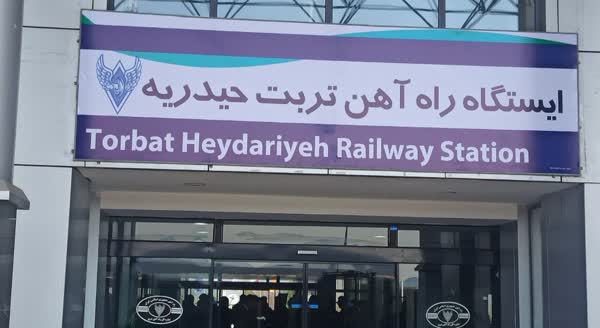 ایستگاه راه آهن تربت حیدریه
Torbat Heydariyeh Railway Station